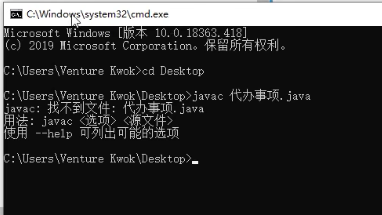 C:\Windows\system32\cmd.exe
Microsoft Windows [版本 10.0.18363.418]
(c) 2019 Microsoft Corporation。保留所有权利。
C:\Users\Venture Kwok>cd Desktop
C:\Users\Venture Kwok\Desktop>javac 代办事项.java
javac: 找不到文件: 代办事项.java
用法: javac <选项> <源文件>
使用 --help 可列出可能的选项
C:\Users\Venture Kwok\Desktop>